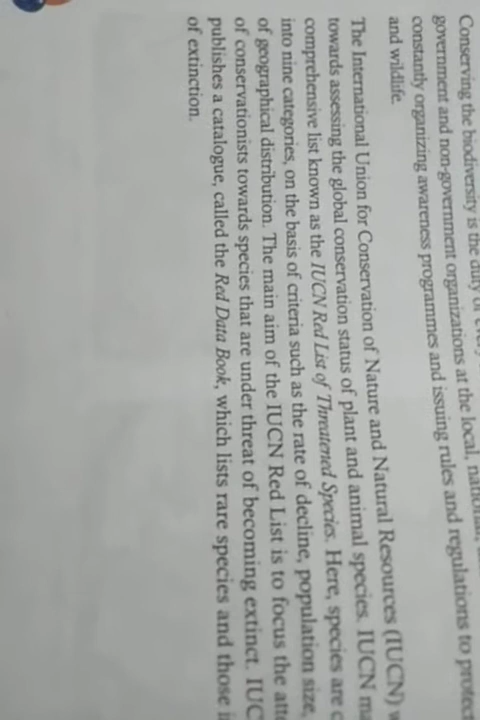 Conserving the biodiversity is the duty of
government and non-government organizations at the local,
constantly organizing awareness programmes and issuing rules and regulations to protect
and wildlife.
The International Union for Conservation of Nature and Natural Resources (IUCN)
towards assessing the global conservation status of plant and animal species. IUCN
comprehensive list known as the IUCN Red List of Threatened Species. Here, species are
into nine categories, on the basis of criteria such as the rate of decline, population size,
of geographical distribution. The main aim of the IUCN Red List is to focus the
of conservationists towards species that are under threat of becoming extinct.
publishes a catalogue, called the Red Data Book, which lists rare species and those
of extinction.